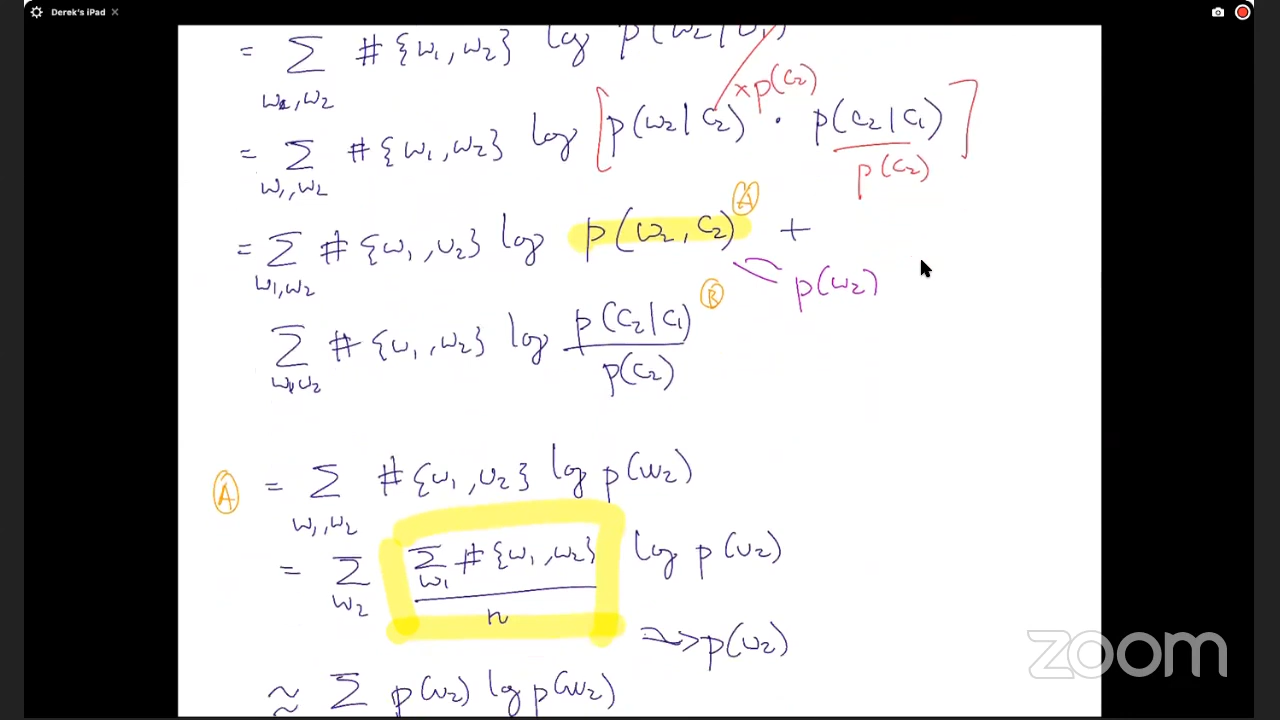 Derek's iPad ×
= Σ #{w₁,w₂} log p(w₂|w₁)
w₁,w₂
×p(c₂)
= Σ #{w₁,w₂} log [p(w₂|c₂) · p(c₂|c₁)]
w₁,w₂ p(c₂)
A
= Σ #{w₁,w₂} log p(w₂,c₂) +
w₁,w₂
= p(w₂)
B
Σ #{w₁,w₂} log p(c₂|c₁)
w₁,w₂ p(c₂)
A = Σ #{w₁,w₂} log p(w₂)
w₁,w₂
= Σ Σ #{w₁,w₂} log p(w₂)
w₂ w₁
n
~> p(w₂)
≈ Σ p(w₂) log p(w₂)
zoom